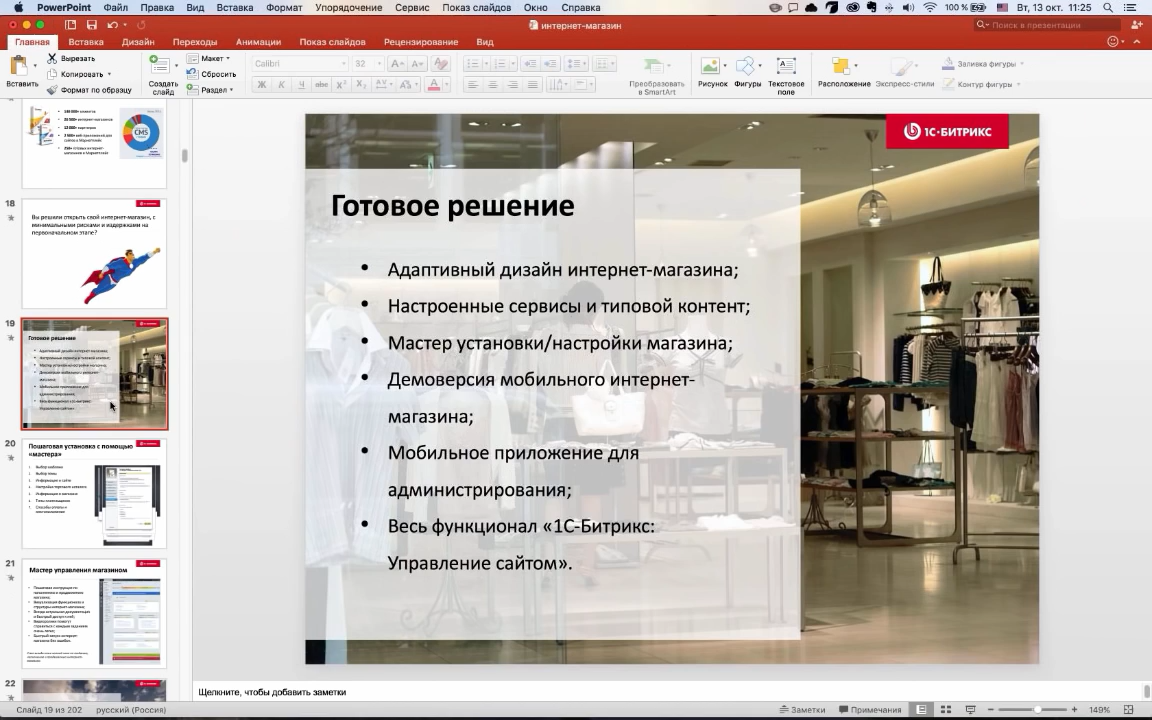 PowerPoint Файл Правка Вид Вставка Формат Упорядочение Сервис Показ слайдов Окно Справка 100 % Вт, 13 окт. 11:25
интернет-магазин
Поиск в презентации
Главная Вставка Дизайн Переходы Анимации Показ слайдов Рецензирование Вид
Вставить
Вырезать
Копировать
Формат по образцу
Создать слайд
Макет
Сбросить
Раздел
Calibri 32
Преобразовать в SmartArt
Рисунок
Фигуры
Текстовое поле
Расположение
Экспресс-стили
Заливка фигуры
Контур фигуры
CMS
18
Вы решили открыть свой интернет-магазин, с
минимальными рисками и издержками на
первоначальном этапе?
19
Готовое решение
20
Пошаговая установка с помощью
«мастера»
21
Мастер управления магазином
22
1С·БИТРИКС
Готовое решение
• Адаптивный дизайн интернет-магазина;
• Настроенные сервисы и типовой контент;
• Мастер установки/настройки магазина;
• Демоверсия мобильного интернет-
магазина;
• Мобильное приложение для
администрирования;
• Весь функционал «1С-Битрикс:
Управление сайтом».
Щелкните, чтобы добавить заметки
Слайд 19 из 202 русский (Россия) Заметки Примечания 149%